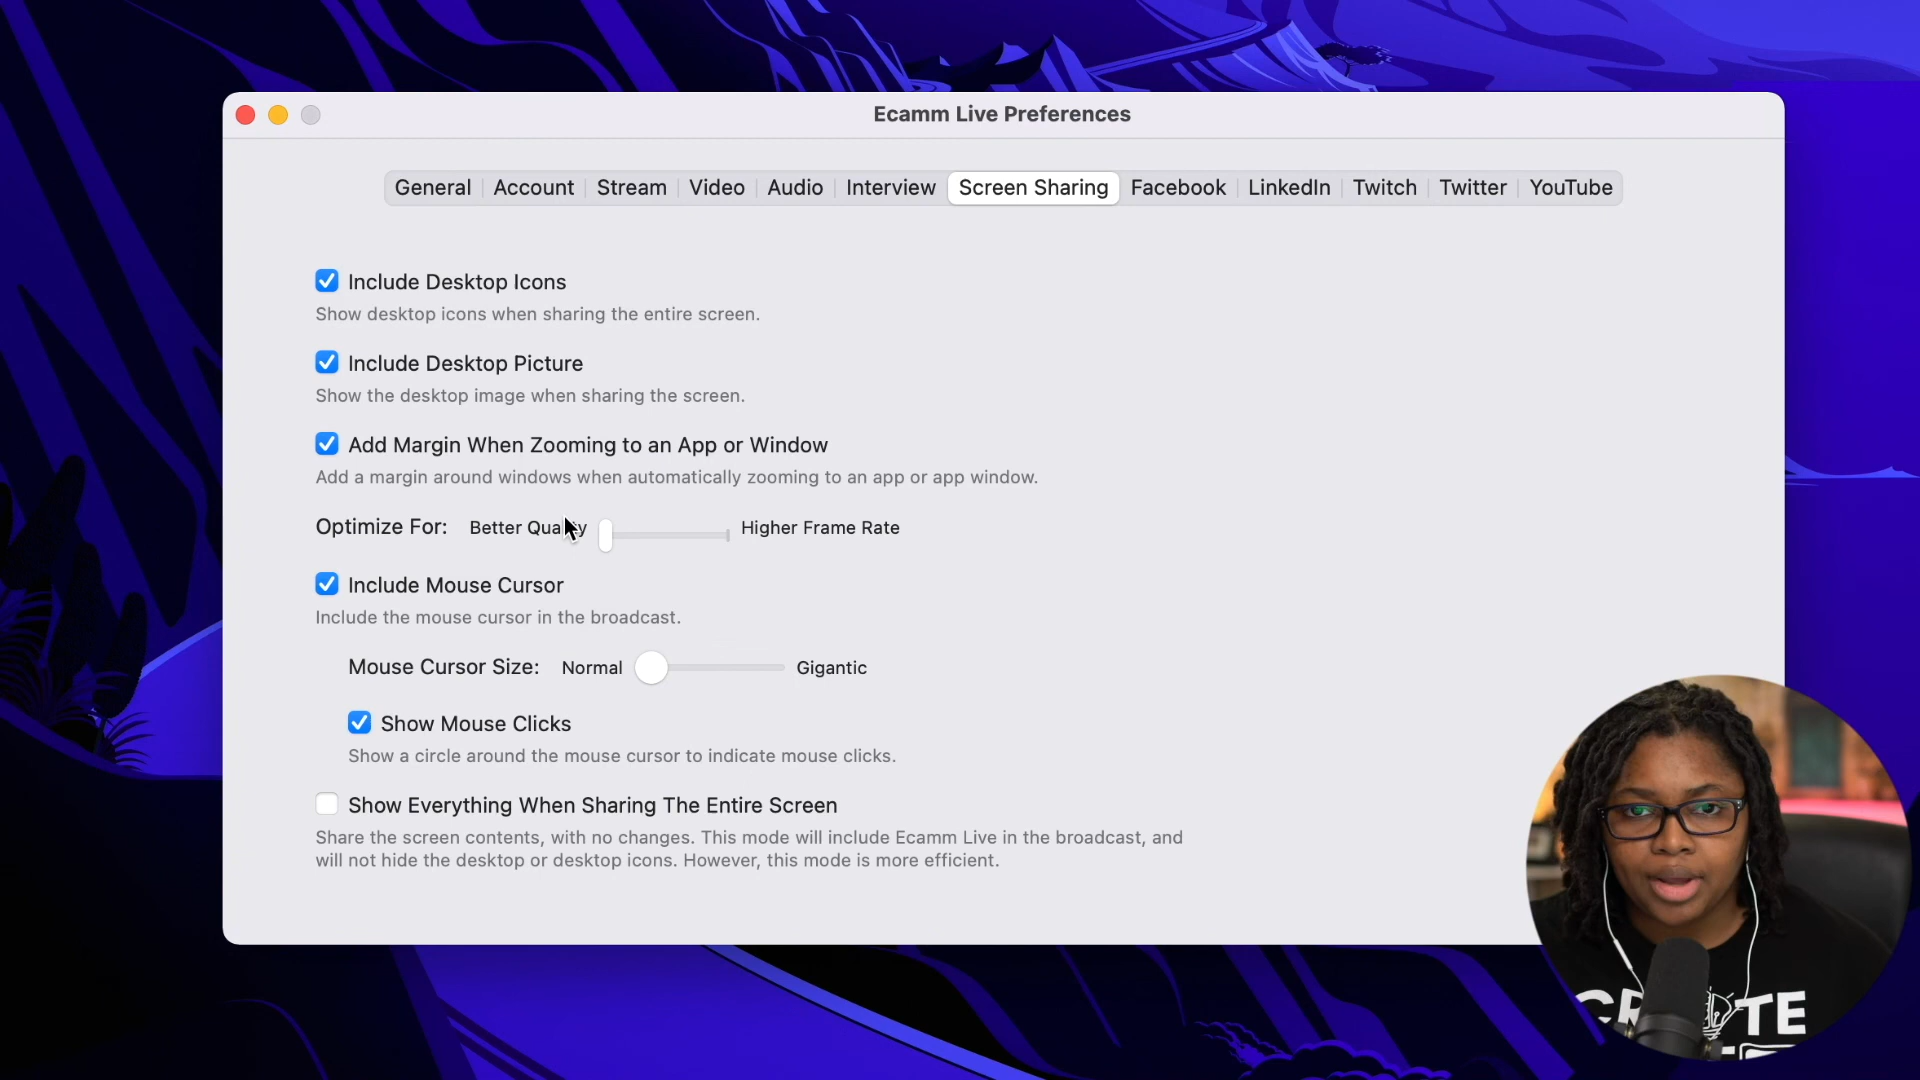 Ecamm Live Preferences
General Account Stream Video Audio Interview Screen Sharing Facebook LinkedIn Twitch Twitter YouTube
Include Desktop Icons
Show desktop icons when sharing the entire screen.
Include Desktop Picture
Show the desktop image when sharing the screen.
Add Margin When Zooming to an App or Window
Add a margin around windows when automatically zooming to an app or app window.
Optimize For: Better Quality Higher Frame Rate
Include Mouse Cursor
Include the mouse cursor in the broadcast.
Mouse Cursor Size: Normal Gigantic
Show Mouse Clicks
Show a circle around the mouse cursor to indicate mouse clicks.
Show Everything When Sharing The Entire Screen
Share the screen contents, with no changes. This mode will include Ecamm Live in the broadcast, and
will not hide the desktop or desktop icons. However, this mode is more efficient.